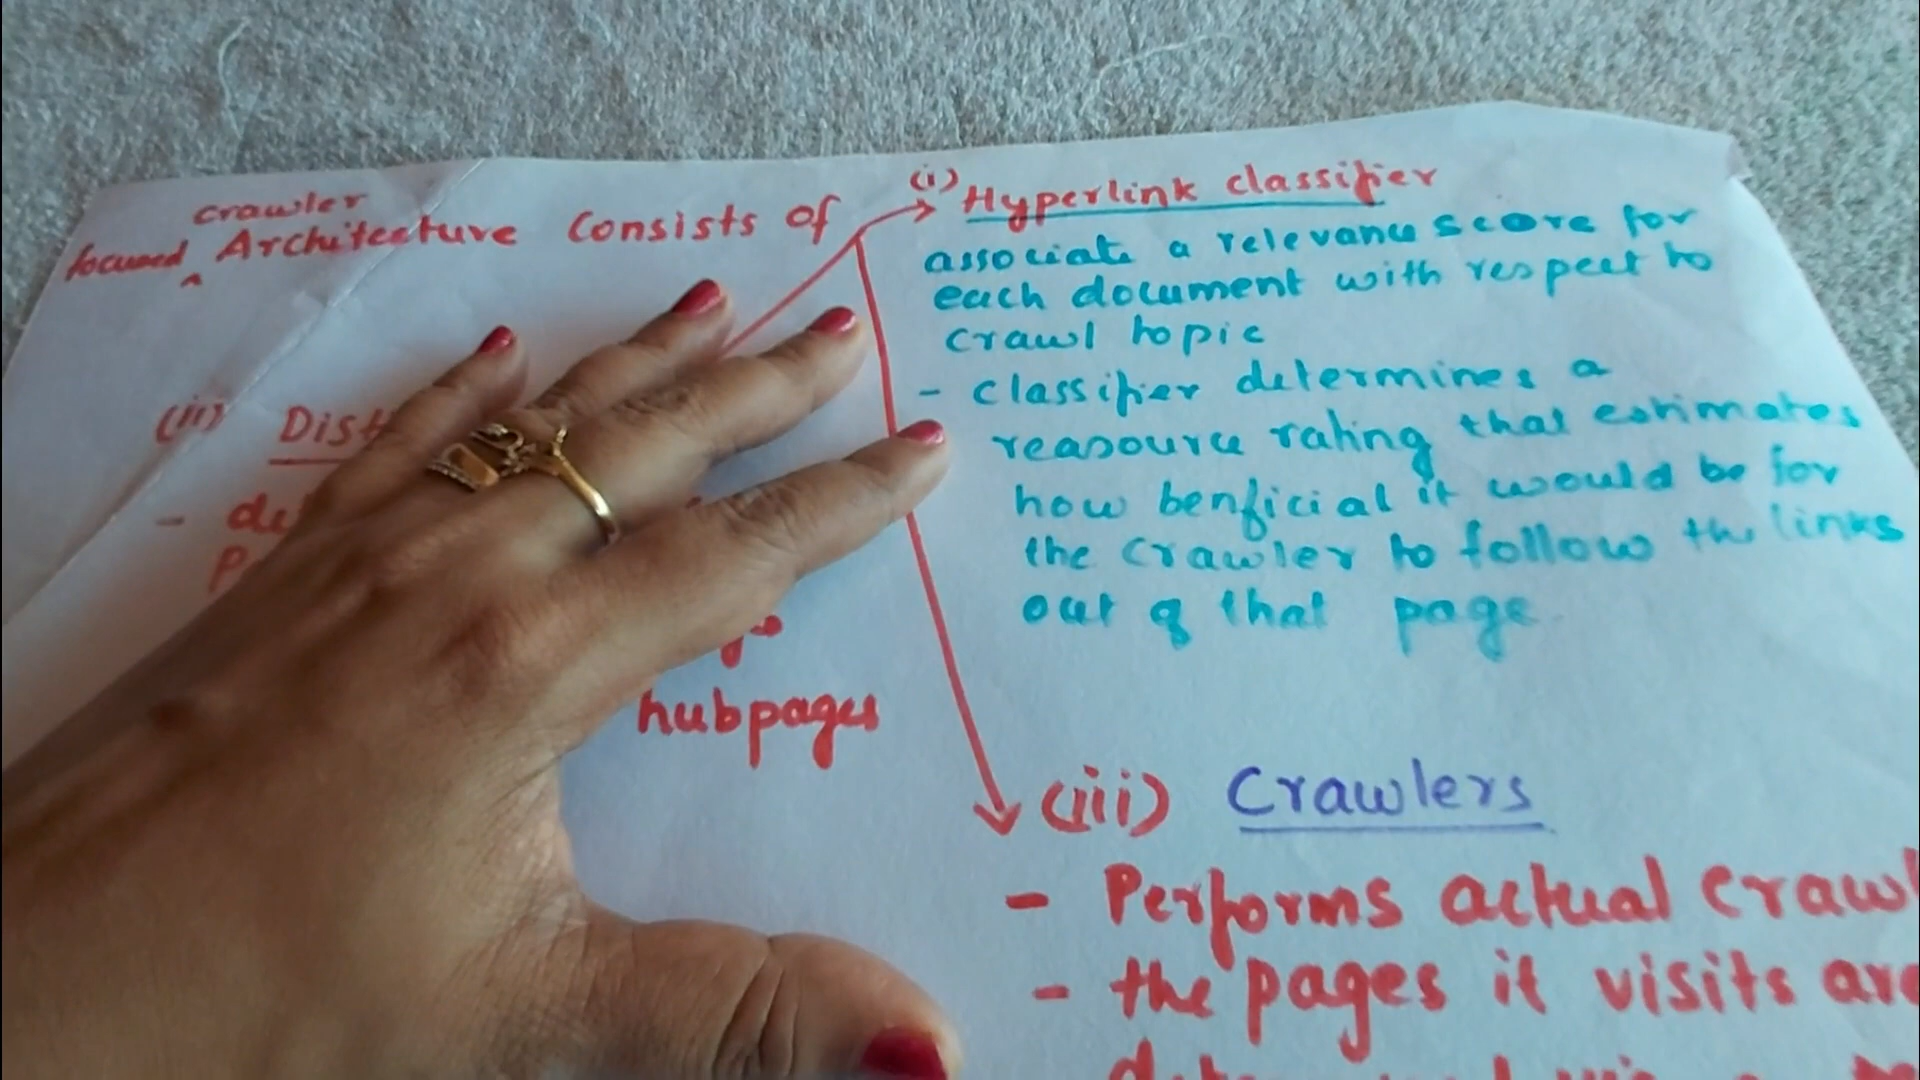 focused crawler Architecture Consists of
(i) Hyperlink classifier
associate a relevance score for
each document with respect to
crawl topic
- classifier determines a
reasource rating that estimates
how benficial it would be for
the crawler to follow the links
out of that page
(ii)
-
hubpages
(iii) Crawlers
- Performs actual
- the pages it visits are